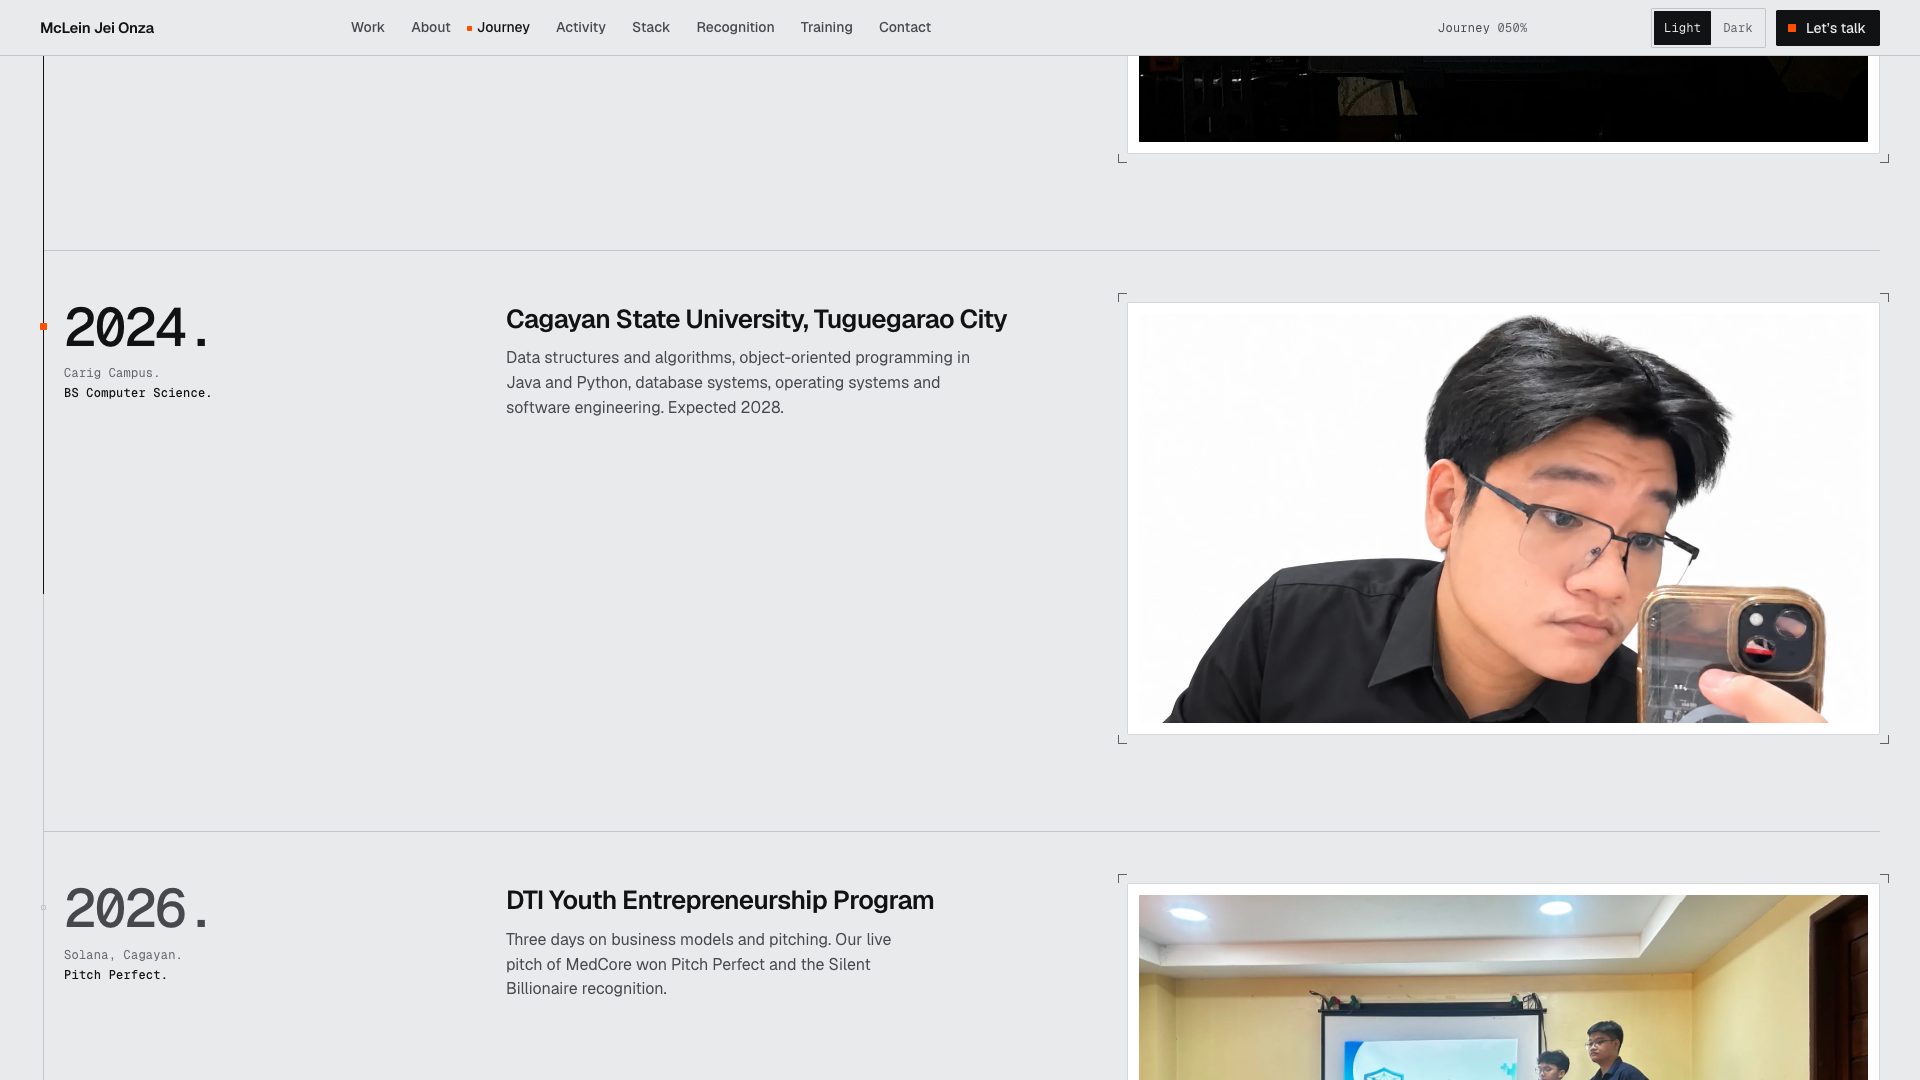 McLein Jei Onza
Work About Journey Activity Stack Recognition Training Contact
Journey 050%
Light Dark
Let's talk
2024.
Carig Campus.
BS Computer Science.
Cagayan State University, Tuguegarao City
Data structures and algorithms, object-oriented programming in
Java and Python, database systems, operating systems and
software engineering. Expected 2028.
2026.
Solana, Cagayan.
Pitch Perfect.
DTI Youth Entrepreneurship Program
Three days on business models and pitching. Our live
pitch of MedCore won Pitch Perfect and the Silent
Billionaire recognition.